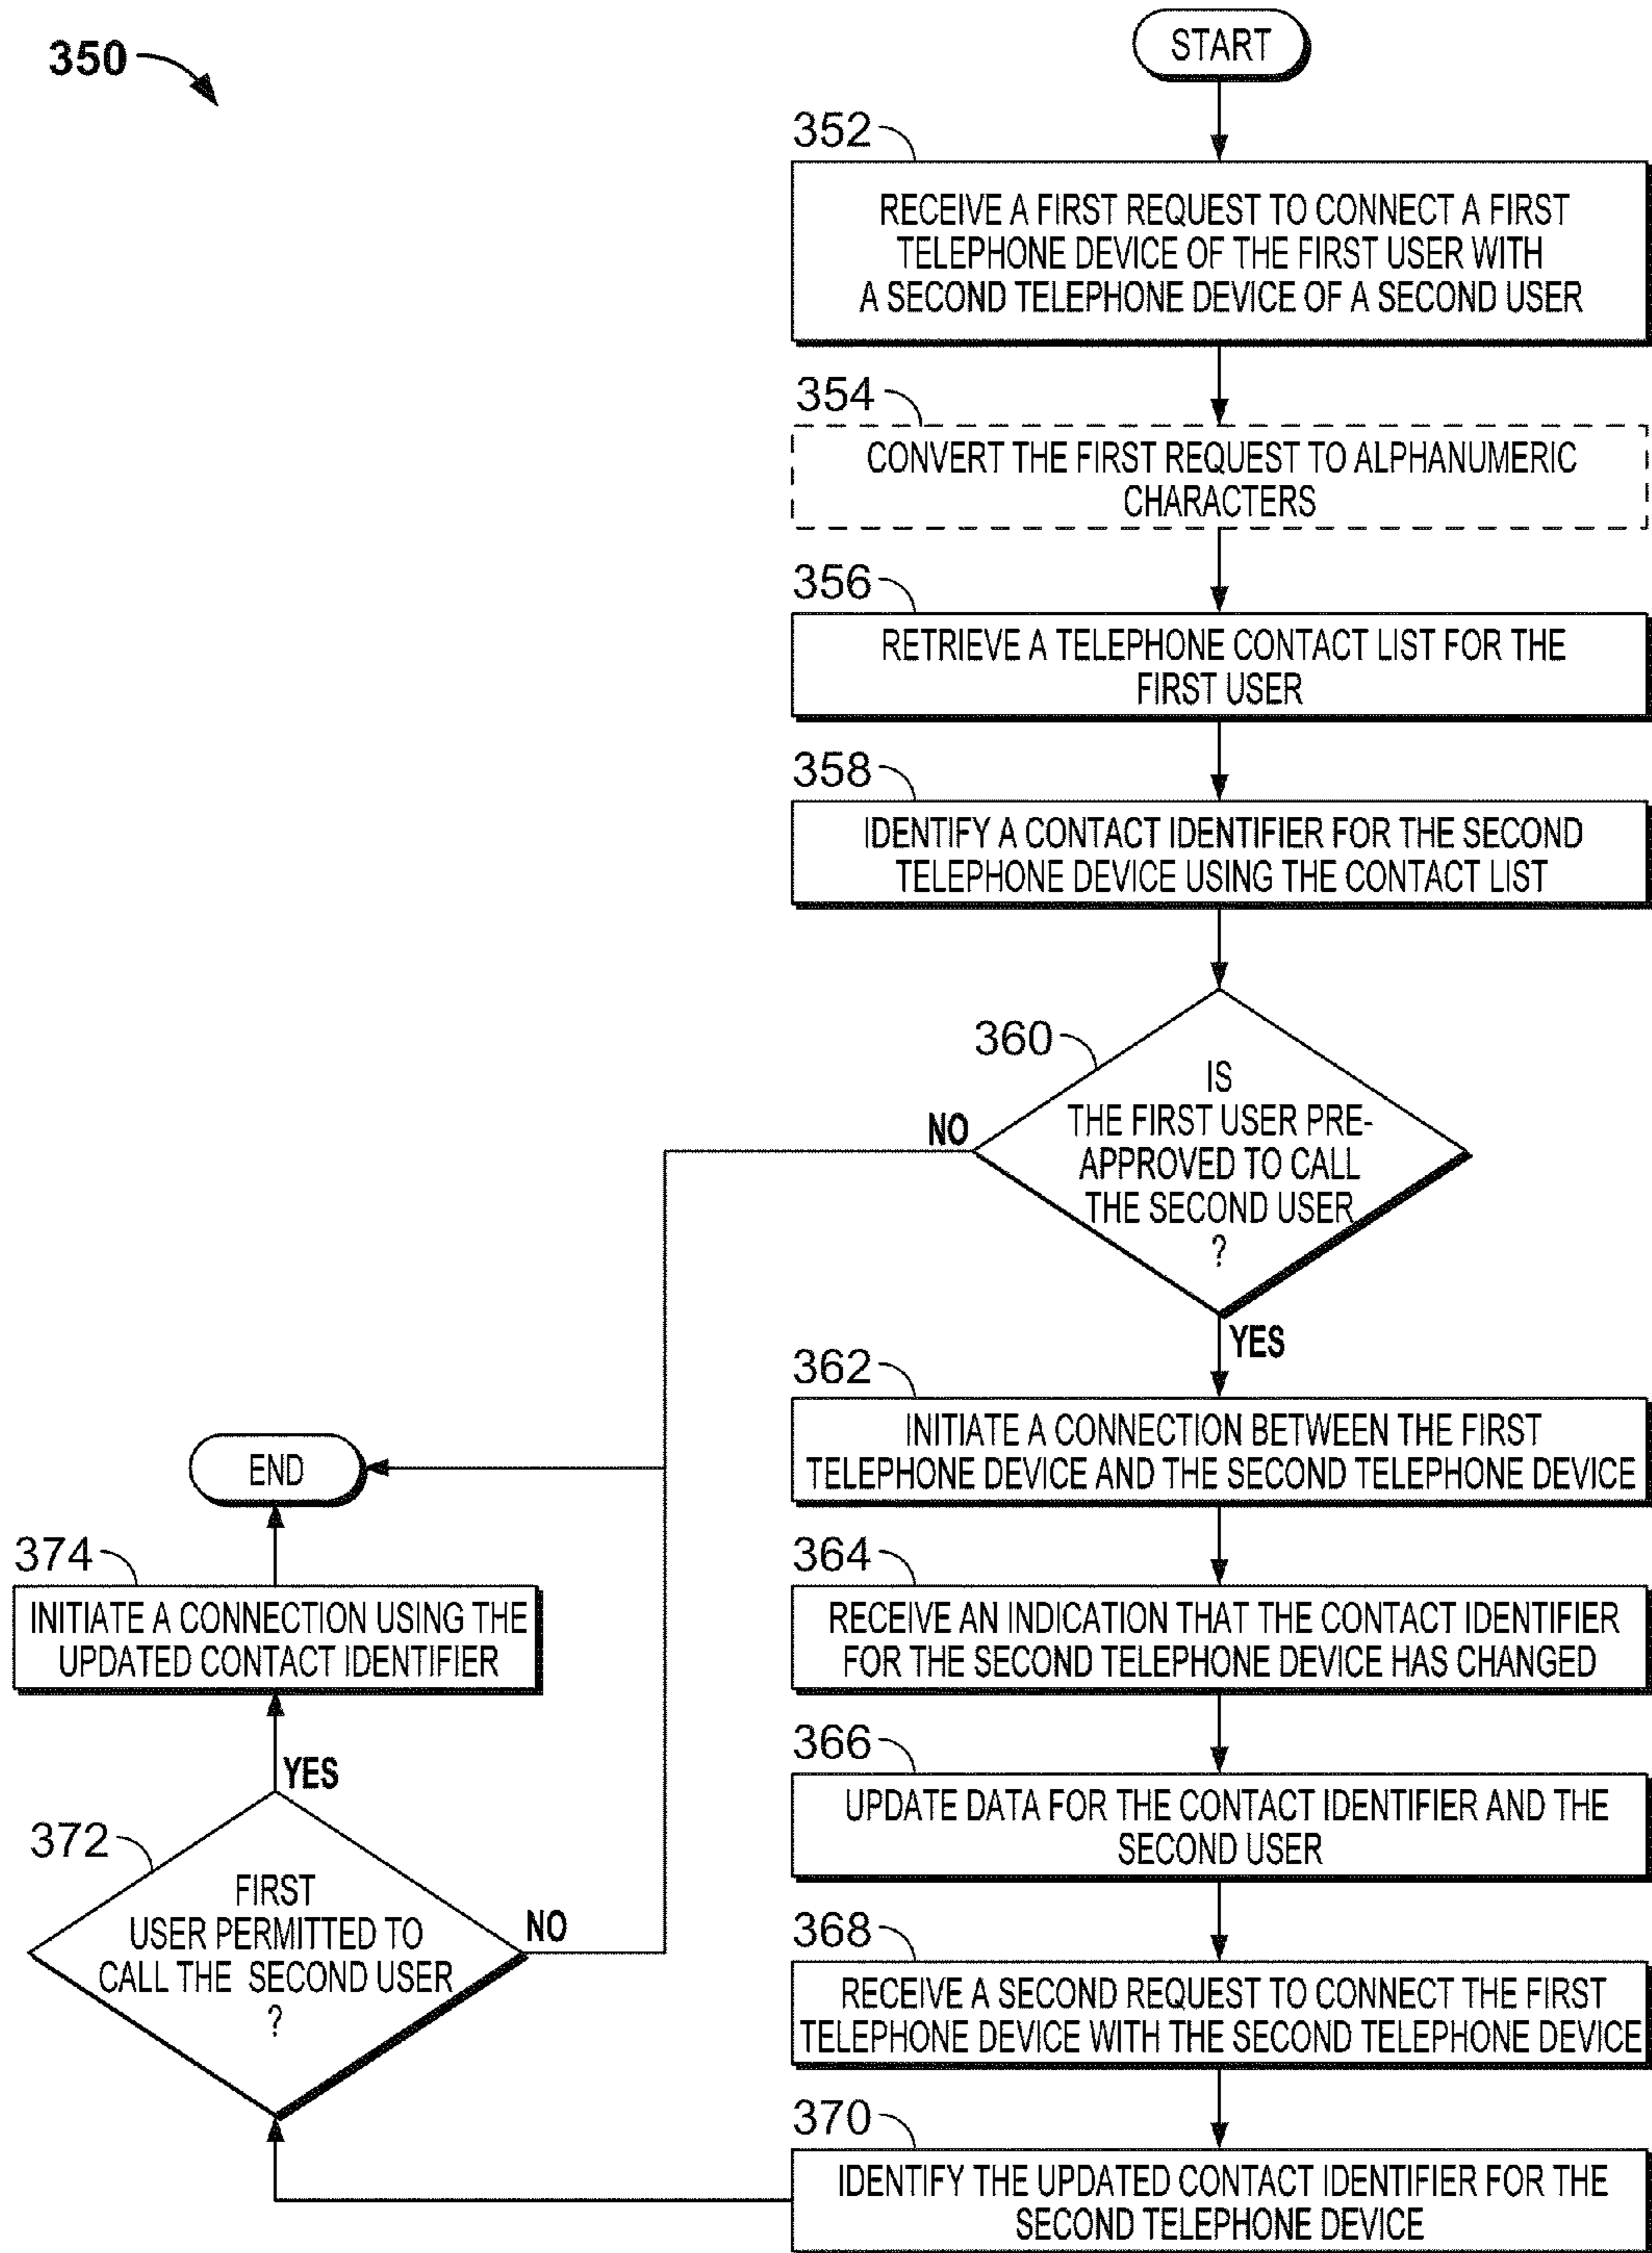 350
START
352
RECEIVE A FIRST REQUEST TO CONNECT A FIRST
TELEPHONE DEVICE OF THE FIRST USER WITH
A SECOND TELEPHONE DEVICE OF A SECOND USER
354
CONVERT THE FIRST REQUEST TO ALPHANUMERIC
CHARACTERS
356
RETRIEVE A TELEPHONE CONTACT LIST FOR THE
FIRST USER
358
IDENTIFY A CONTACT IDENTIFIER FOR THE SECOND
TELEPHONE DEVICE USING THE CONTACT LIST
360
IS
THE FIRST USER PRE-
APPROVED TO CALL
THE SECOND USER
?
NO
YES
362
INITIATE A CONNECTION BETWEEN THE FIRST
TELEPHONE DEVICE AND THE SECOND TELEPHONE DEVICE
364
RECEIVE AN INDICATION THAT THE CONTACT IDENTIFIER
FOR THE SECOND TELEPHONE DEVICE HAS CHANGED
366
UPDATE DATA FOR THE CONTACT IDENTIFIER AND THE
SECOND USER
368
RECEIVE A SECOND REQUEST TO CONNECT THE FIRST
TELEPHONE DEVICE WITH THE SECOND TELEPHONE DEVICE
370
IDENTIFY THE UPDATED CONTACT IDENTIFIER FOR THE
SECOND TELEPHONE DEVICE
372
FIRST
USER PERMITTED TO
CALL THE SECOND USER
?
NO
YES
374
INITIATE A CONNECTION USING THE
UPDATED CONTACT IDENTIFIER
END